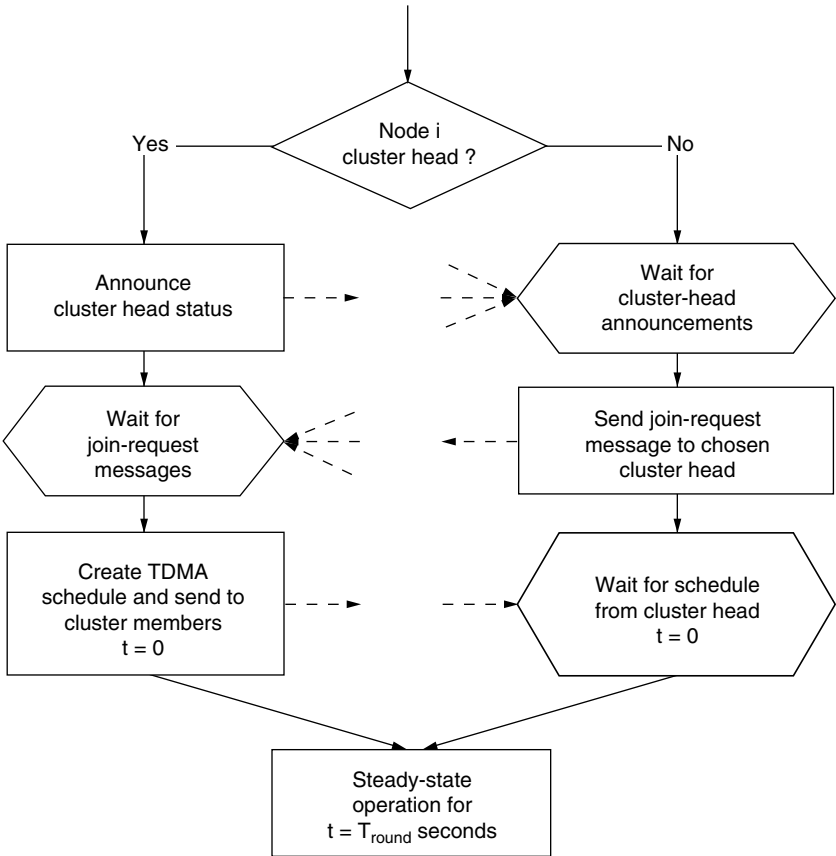 Node i
cluster head ?
Yes
No
Announce
cluster head status
Wait for
cluster-head
announcements
Wait for
join-request
messages
Send join-request
message to chosen
cluster head
Create TDMA
schedule and send to
cluster members
t = 0
Wait for schedule
from cluster head
t = 0
Steady-state
operation for
t = T_round seconds